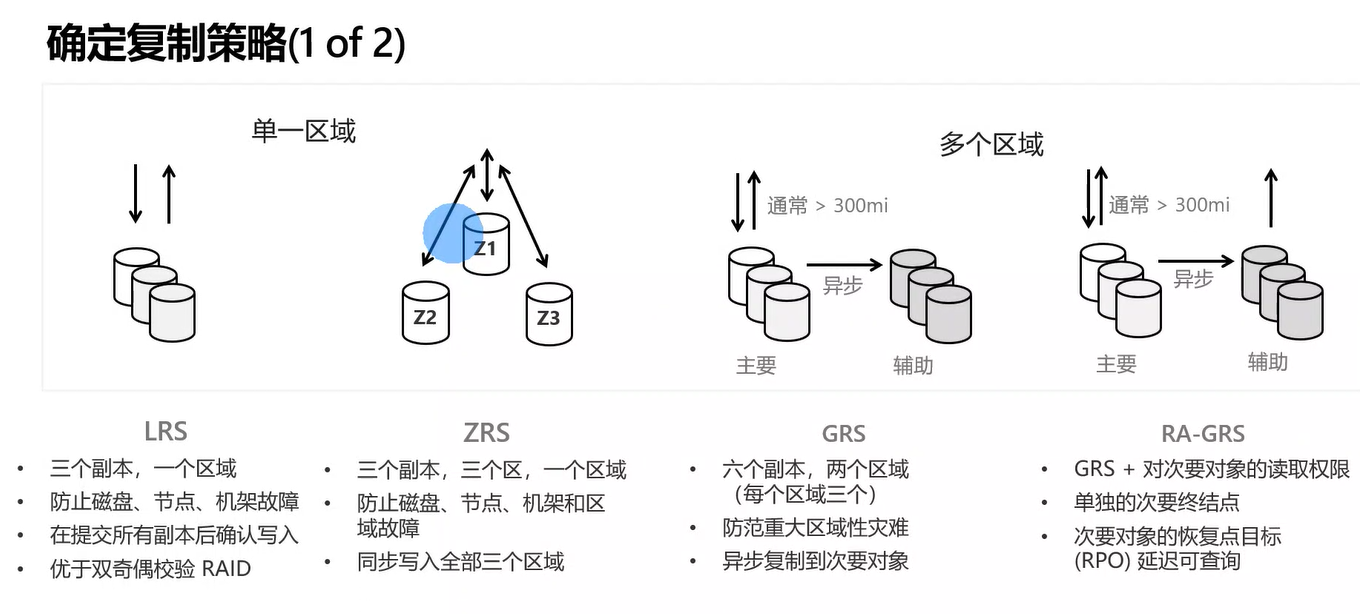 确定复制策略(1 of 2)
单一区域
多个区域
Z1
Z2
Z3
通常 > 300mi
异步
主要
辅助
通常 > 300mi
异步
主要
辅助
LRS
• 三个副本，一个区域
• 防止磁盘、节点、机架故障
• 在提交所有副本后确认写入
• 优于双奇偶校验 RAID
ZRS
• 三个副本，三个区，一个区域
• 防止磁盘、节点、机架和区
域故障
• 同步写入全部三个区域
GRS
• 六个副本，两个区域
（每个区域三个）
• 防范重大区域性灾难
• 异步复制到次要对象
RA-GRS
• GRS + 对次要对象的读取权限
• 单独的次要终结点
• 次要对象的恢复点目标
(RPO) 延迟可查询